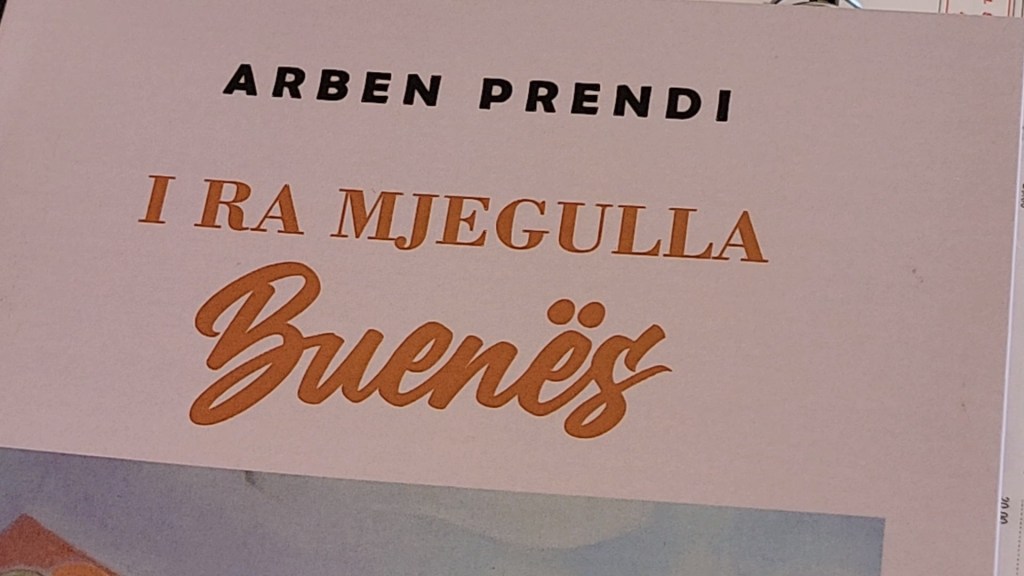 ARBEN PRENDI
I RA MJEGULLA
Buenës